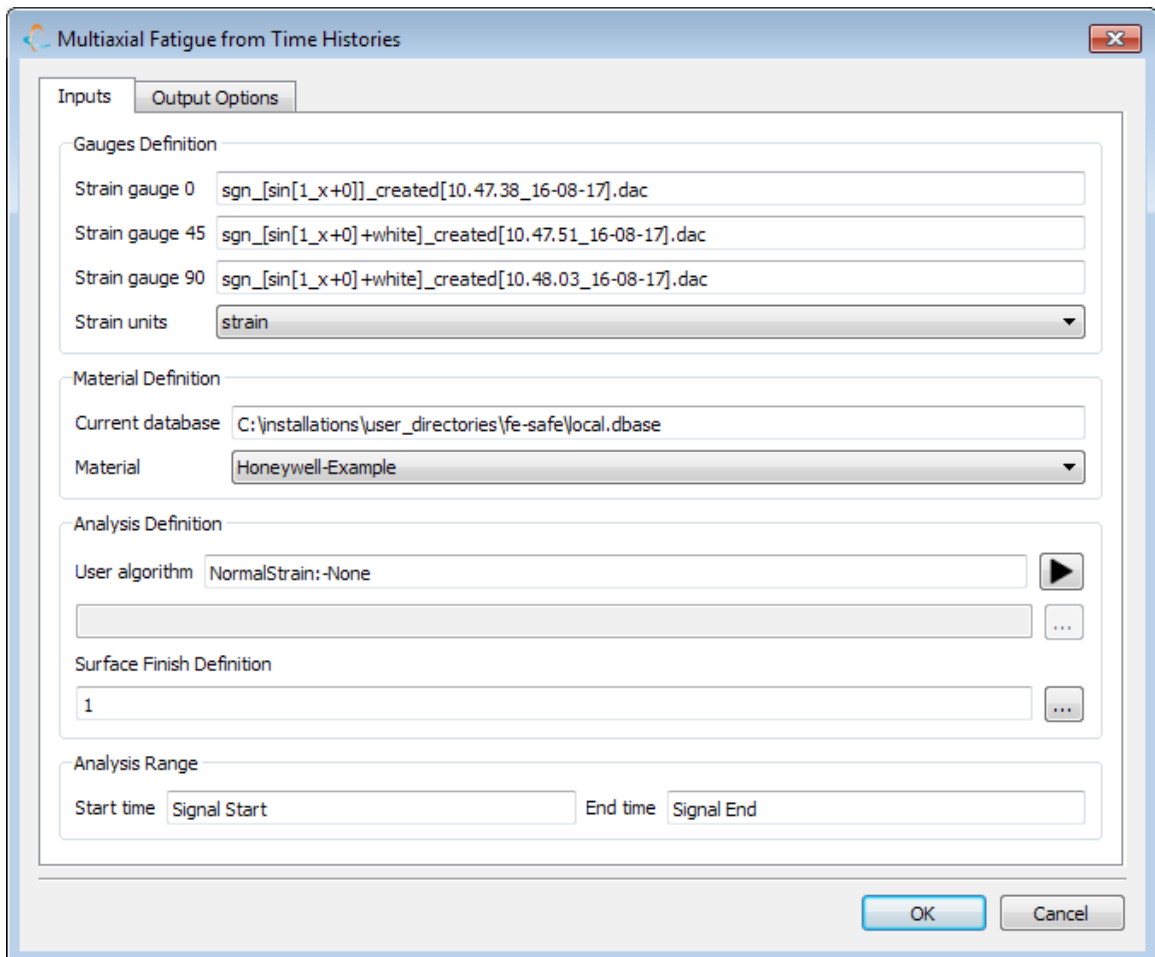 Multiaxial Fatigue from Time Histories
Inputs
Output Options
Gauges Definition
Strain gauge 0 sgn_[sin[1_x+0]]_created[10.47.38_16-08-17].dac
Strain gauge 45 sgn_[sin[1_x+0]+white]_created[10.47.51_16-08-17].dac
Strain gauge 90 sgn_[sin[1_x+0]+white]_created[10.48.03_16-08-17].dac
Strain units strain
Material Definition
Current database C:\installations\user_directories\fe-safe\local.dbase
Material Honeywell-Example
Analysis Definition
User algorithm NormalStrain:-None
...
Surface Finish Definition
1 ...
Analysis Range
Start time Signal Start End time Signal End
OK Cancel